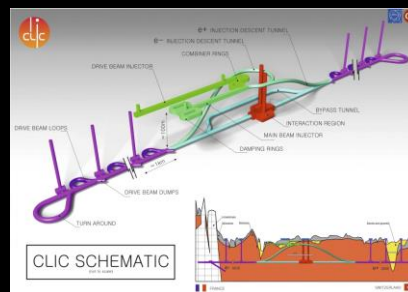 clic
e+ INJECTION DESCENT TUNNEL
e- INJECTION DESCENT TUNNEL
COMBINER RINGS
DRIVE BEAM INJECTOR
BYPASS TUNNEL
INTERACTION REGION
MAIN BEAM INJECTOR
DAMPING RINGS
DRIVE BEAM LOOPS
DRIVE BEAM DUMPS
TURN AROUND
CLIC SCHEMATIC
FRANCE
SWITZERLAND